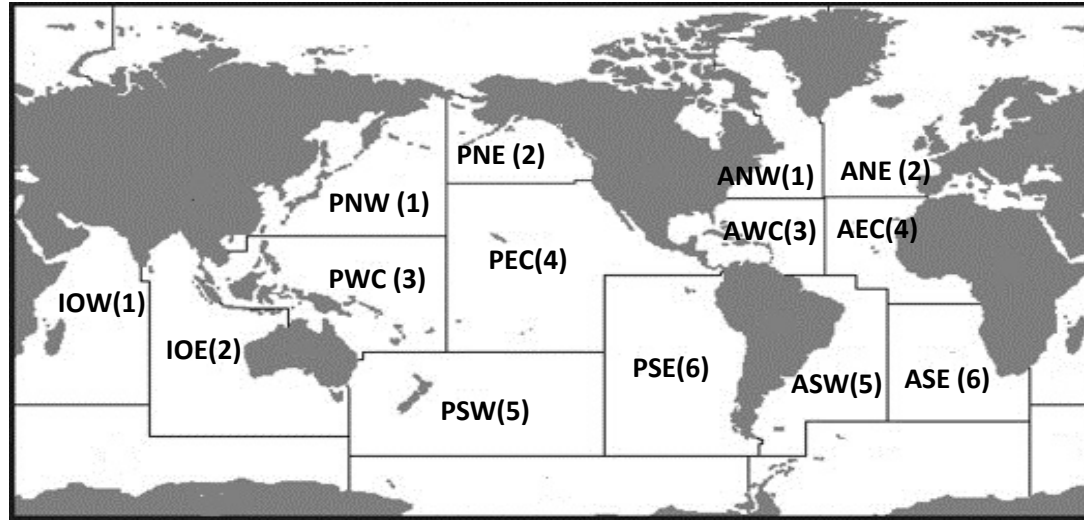 PNE (2)
ANW(1)
ANE (2)
PNW (1)
AWC(3)
AEC(4)
PEC(4)
PWC (3)
IOW(1)
IOE(2)
PSE(6)
ASW(5)
ASE (6)
PSW(5)